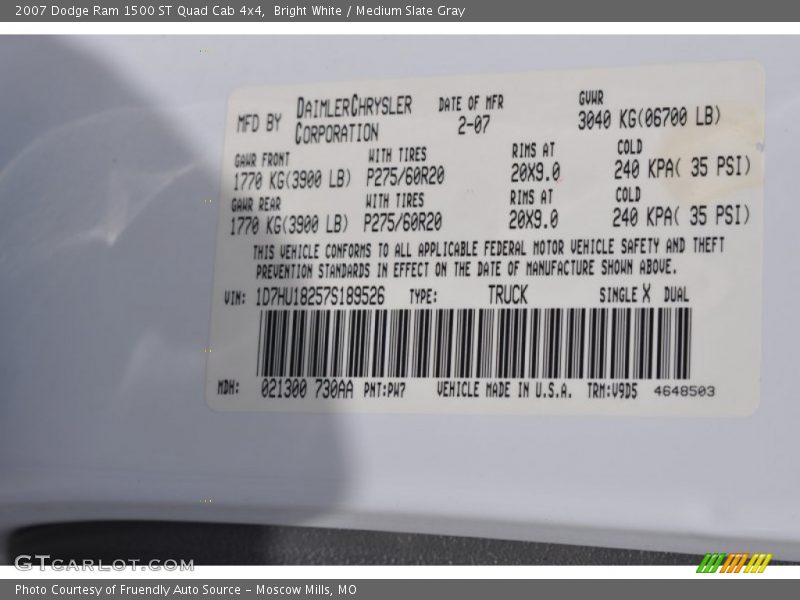 2007 Dodge Ram 1500 ST Quad Cab 4x4, Bright White / Medium Slate Gray
MFD BY DAIMLERCHRYSLER CORPORATION DATE OF MFR 2-07 GVWR 3040 KG(06700 LB)
GAWR FRONT WITH TIRES RIMS AT COLD
1770 KG(3900 LB) P275/60R20 20X9.0 240 KPA( 35 PSI)
GAWR REAR WITH TIRES RIMS AT COLD
1770 KG(3900 LB) P275/60R20 20X9.0 240 KPA( 35 PSI)
THIS VEHICLE CONFORMS TO ALL APPLICABLE FEDERAL MOTOR VEHICLE SAFETY AND THEFT
PREVENTION STANDARDS IN EFFECT ON THE DATE OF MANUFACTURE SHOWN ABOVE.
VIN: 1D7HU18257S189526 TYPE: TRUCK SINGLE X DUAL
MDH: 021300 730AA PNT:PW7 VEHICLE MADE IN U.S.A. TRM:V9D5 4648503
GTCARLOT.COM
Photo Courtesy of Fruendly Auto Source - Moscow Mills, MO